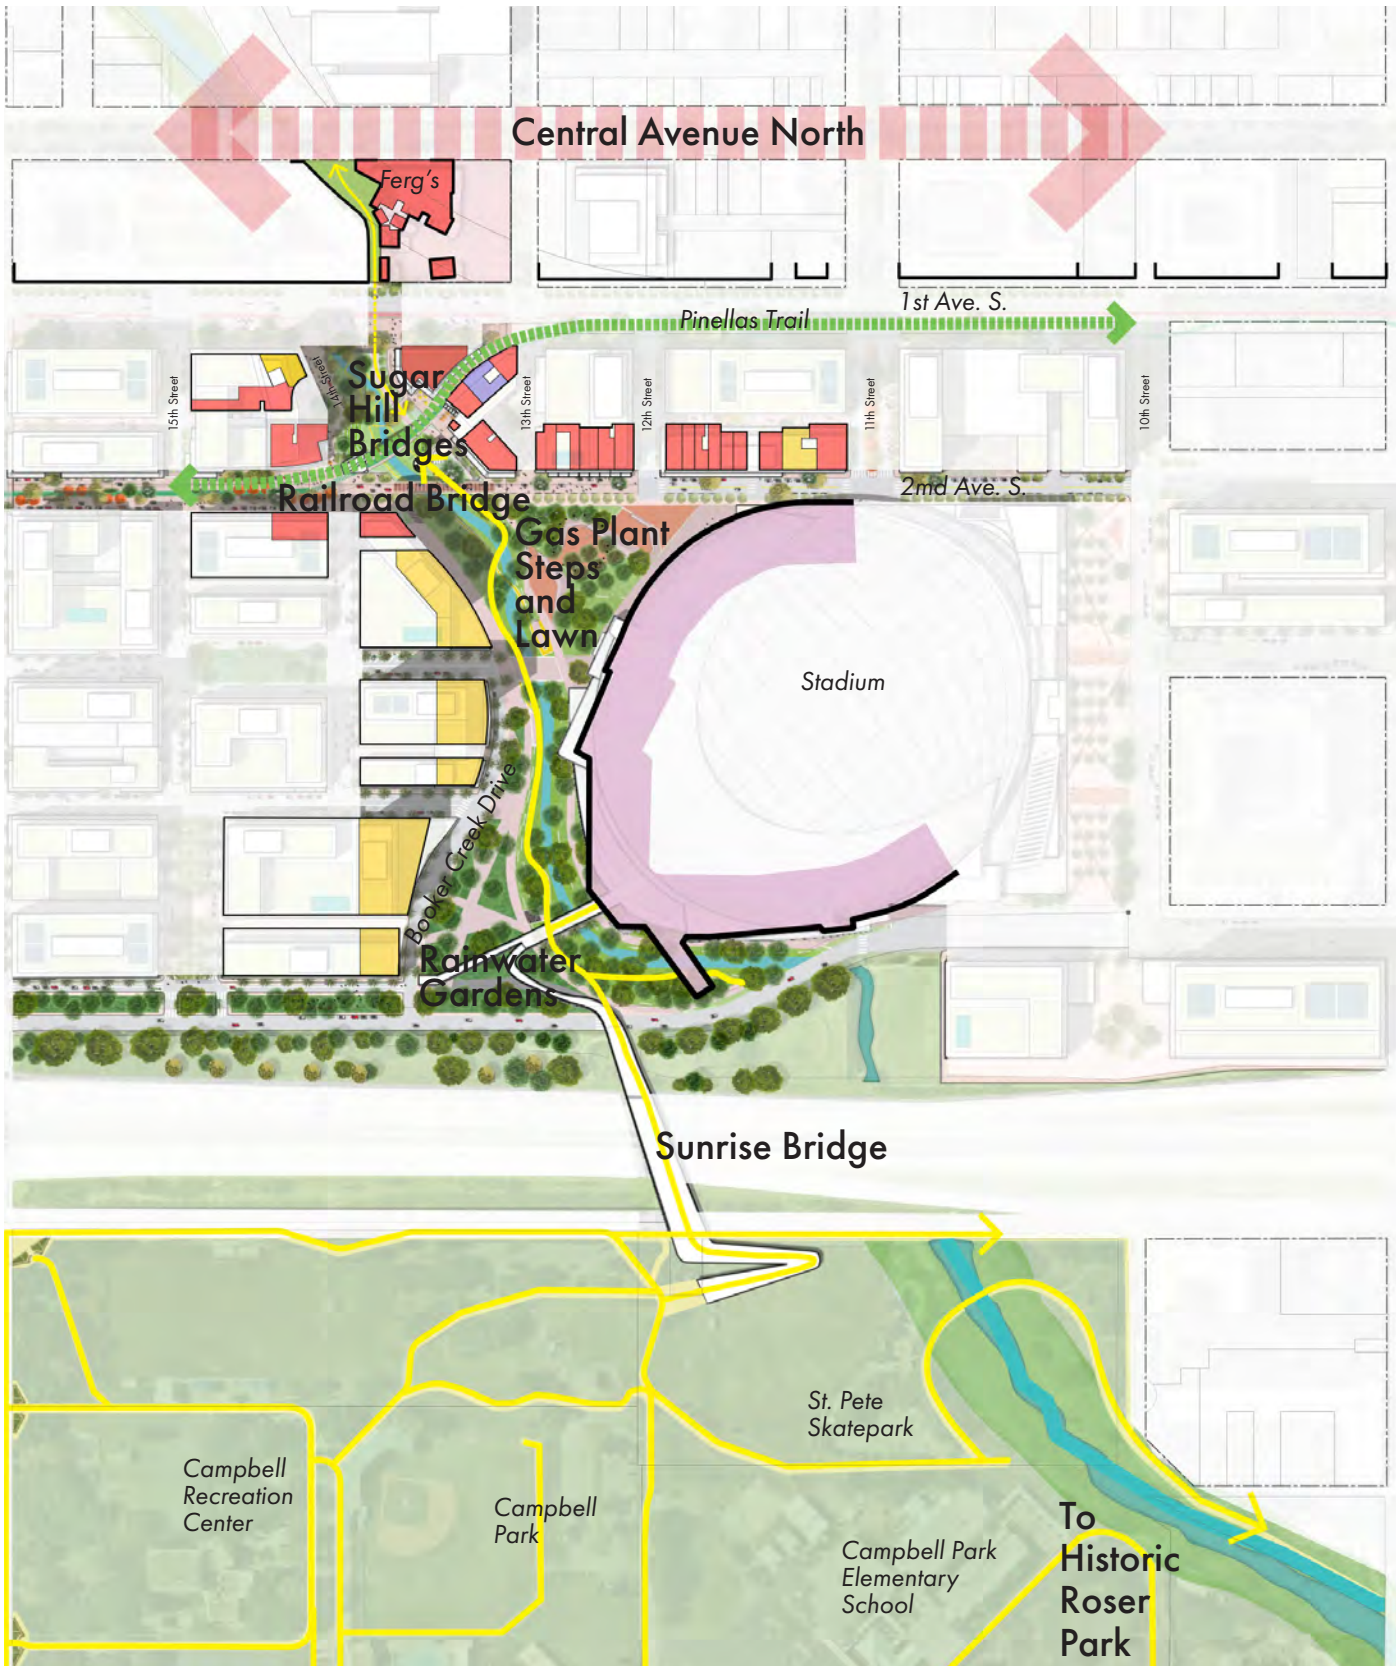 Central Avenue North
Ferg's
1st Ave. S.
Pinellas Trail
15th Street
14th Street
13th Street
12th Street
11th Street
10th Street
Sugar
Hill
Bridges
Railroad Bridge
2md Ave. S.
Gas Plant
Steps
and
Lawn
Stadium
Booker Creek Drive
Rainwater
Gardens
Sunrise Bridge
St. Pete
Skatepark
Campbell
Recreation
Center
Campbell
Park
Campbell Park
Elementary
School
To
Historic
Roser
Park